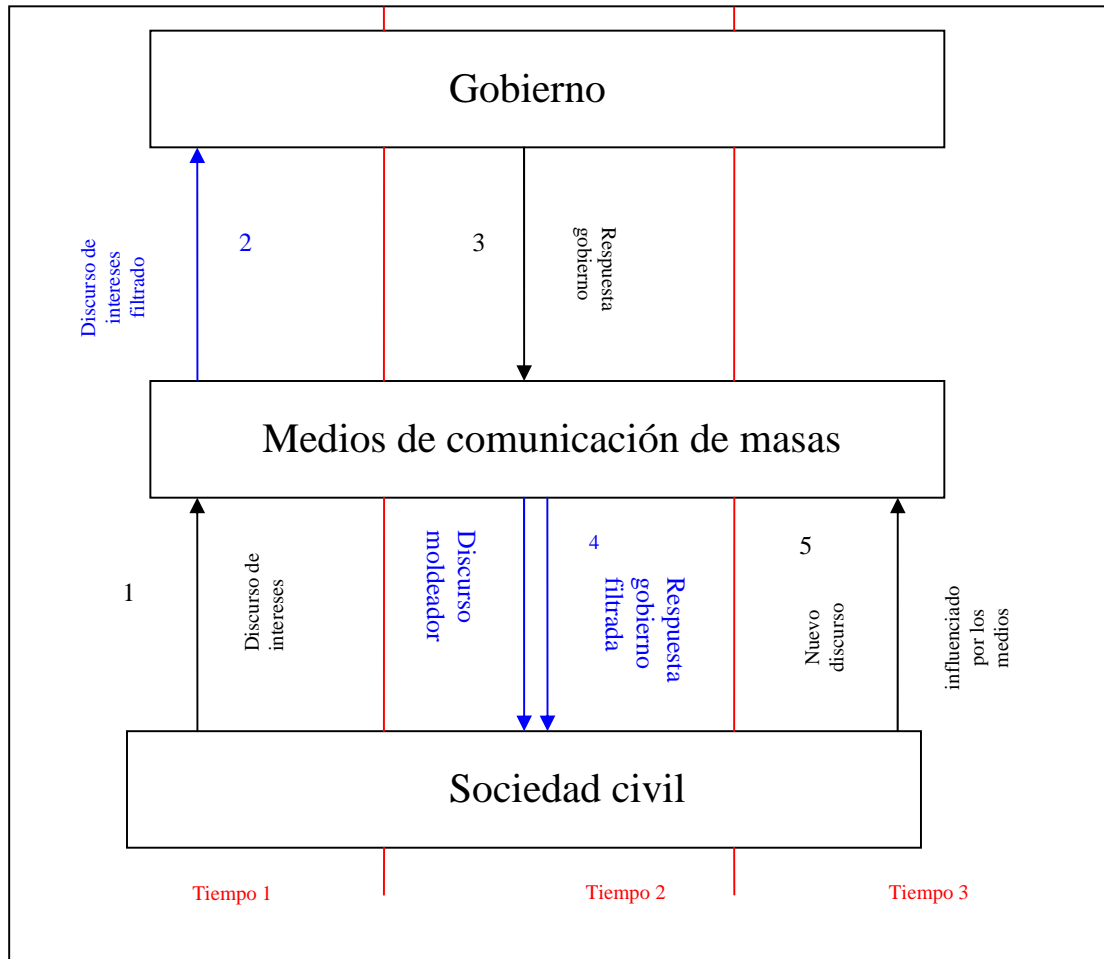 Gobierno
Discurso de
intereses
filtrado
2
3
Respuesta
gobierno
Medios de comunicación de masas
1
Discurso de
intereses
Discurso
moldeador
4
Respuesta
gobierno
filtrada
5
Nuevo
discurso
influenciado
por los
medios
Sociedad civil
Tiempo 1
Tiempo 2
Tiempo 3